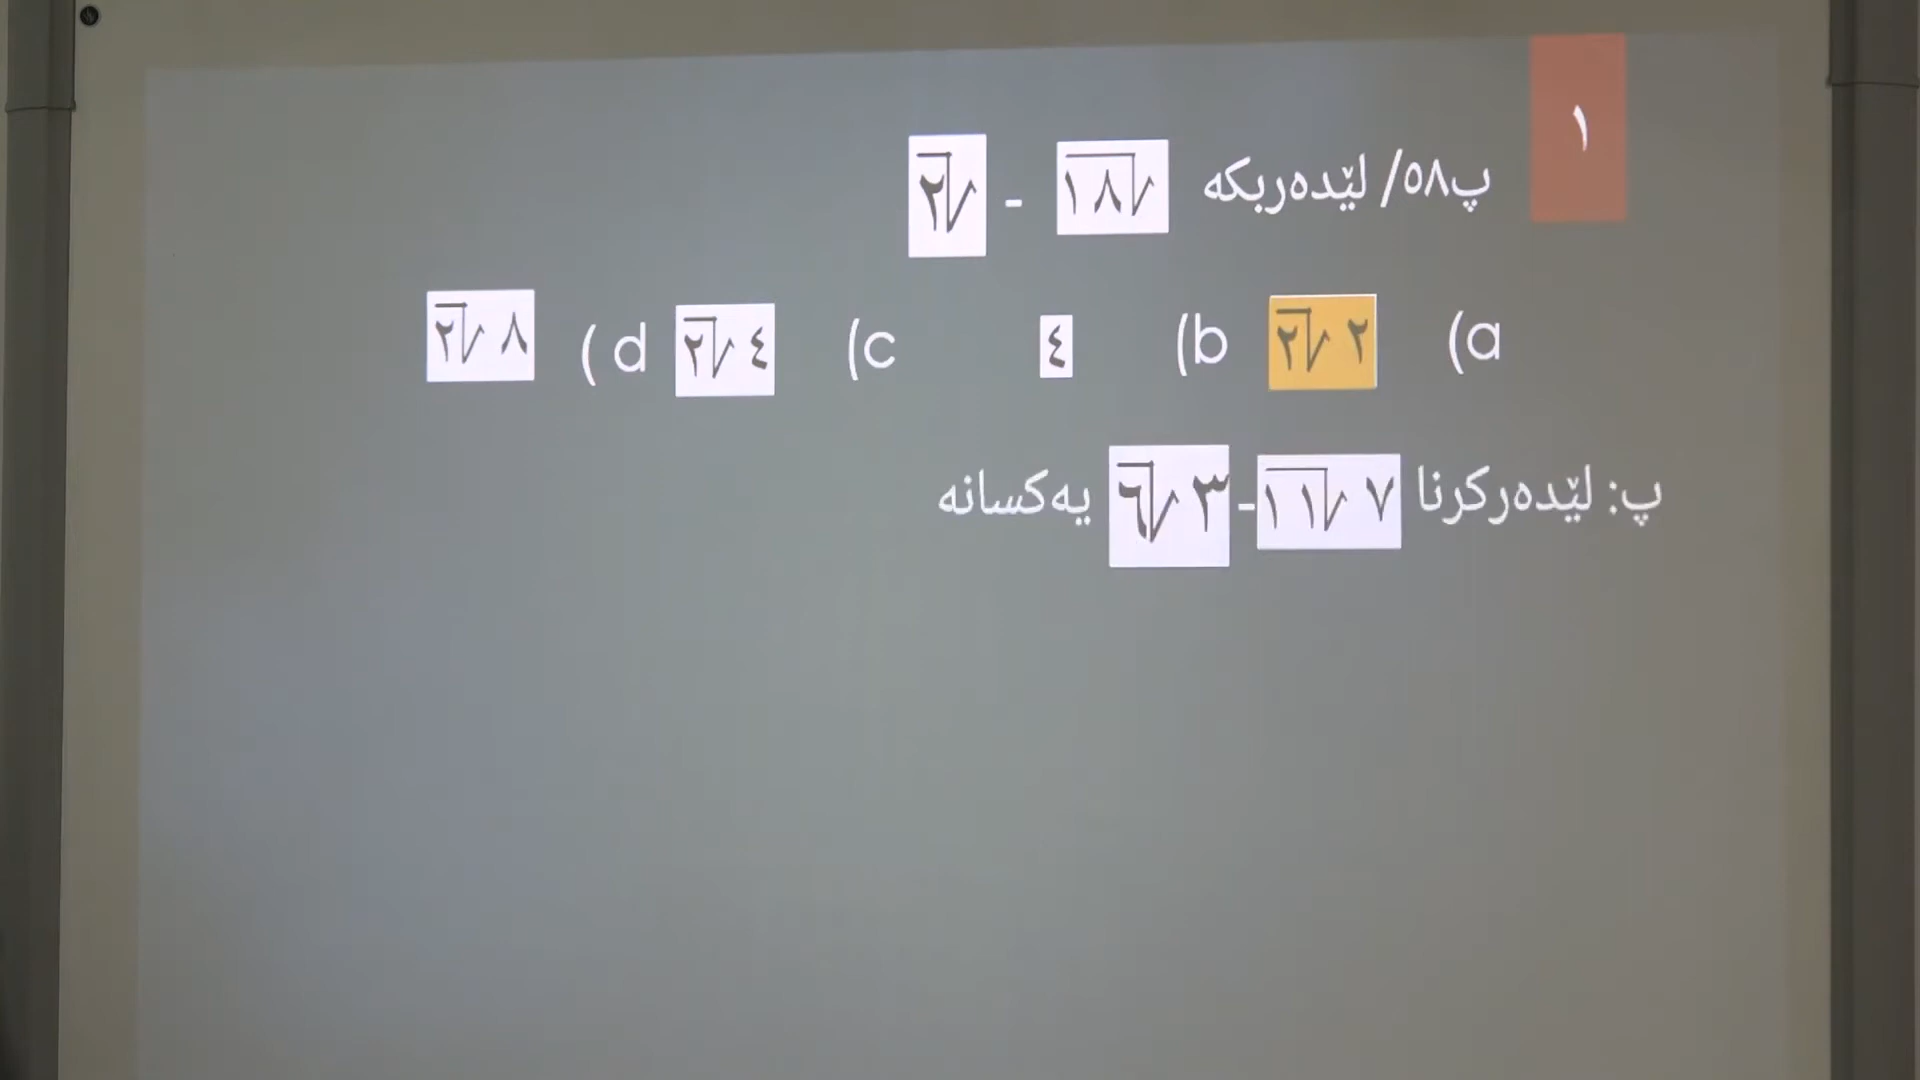 ١
پ٥٨/ لێدەربکە √١٨ - √٢
a) ٢√٢ b) ٤ c) ٤√٢ d) ٨√٢
پ: لێدەرکرنا ٧√١١ - ٣√٦ یەکسانە